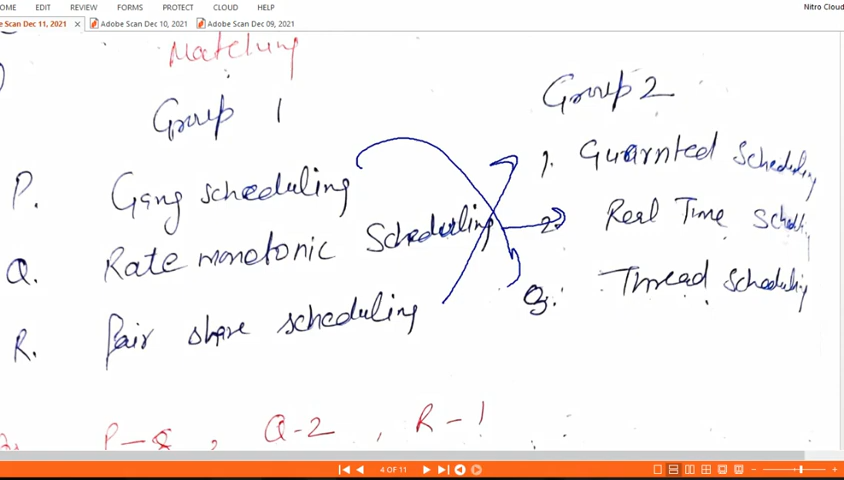 OME EDIT REVIEW FORMS PROTECT CLOUD HELP Nitro Cloud
e Scan Dec 11, 2021 × Adobe Scan Dec 10, 2021 Adobe Scan Dec 09, 2021
Matching
Group 1 Group 2
P. Gang scheduling 1. Guarnted scheduling
Q. Rate monotonic Scheduling 2. Real Time
R. Fair share scheduling 3. Thread scheduling
P-3, Q-2, R-1
4 OF 11